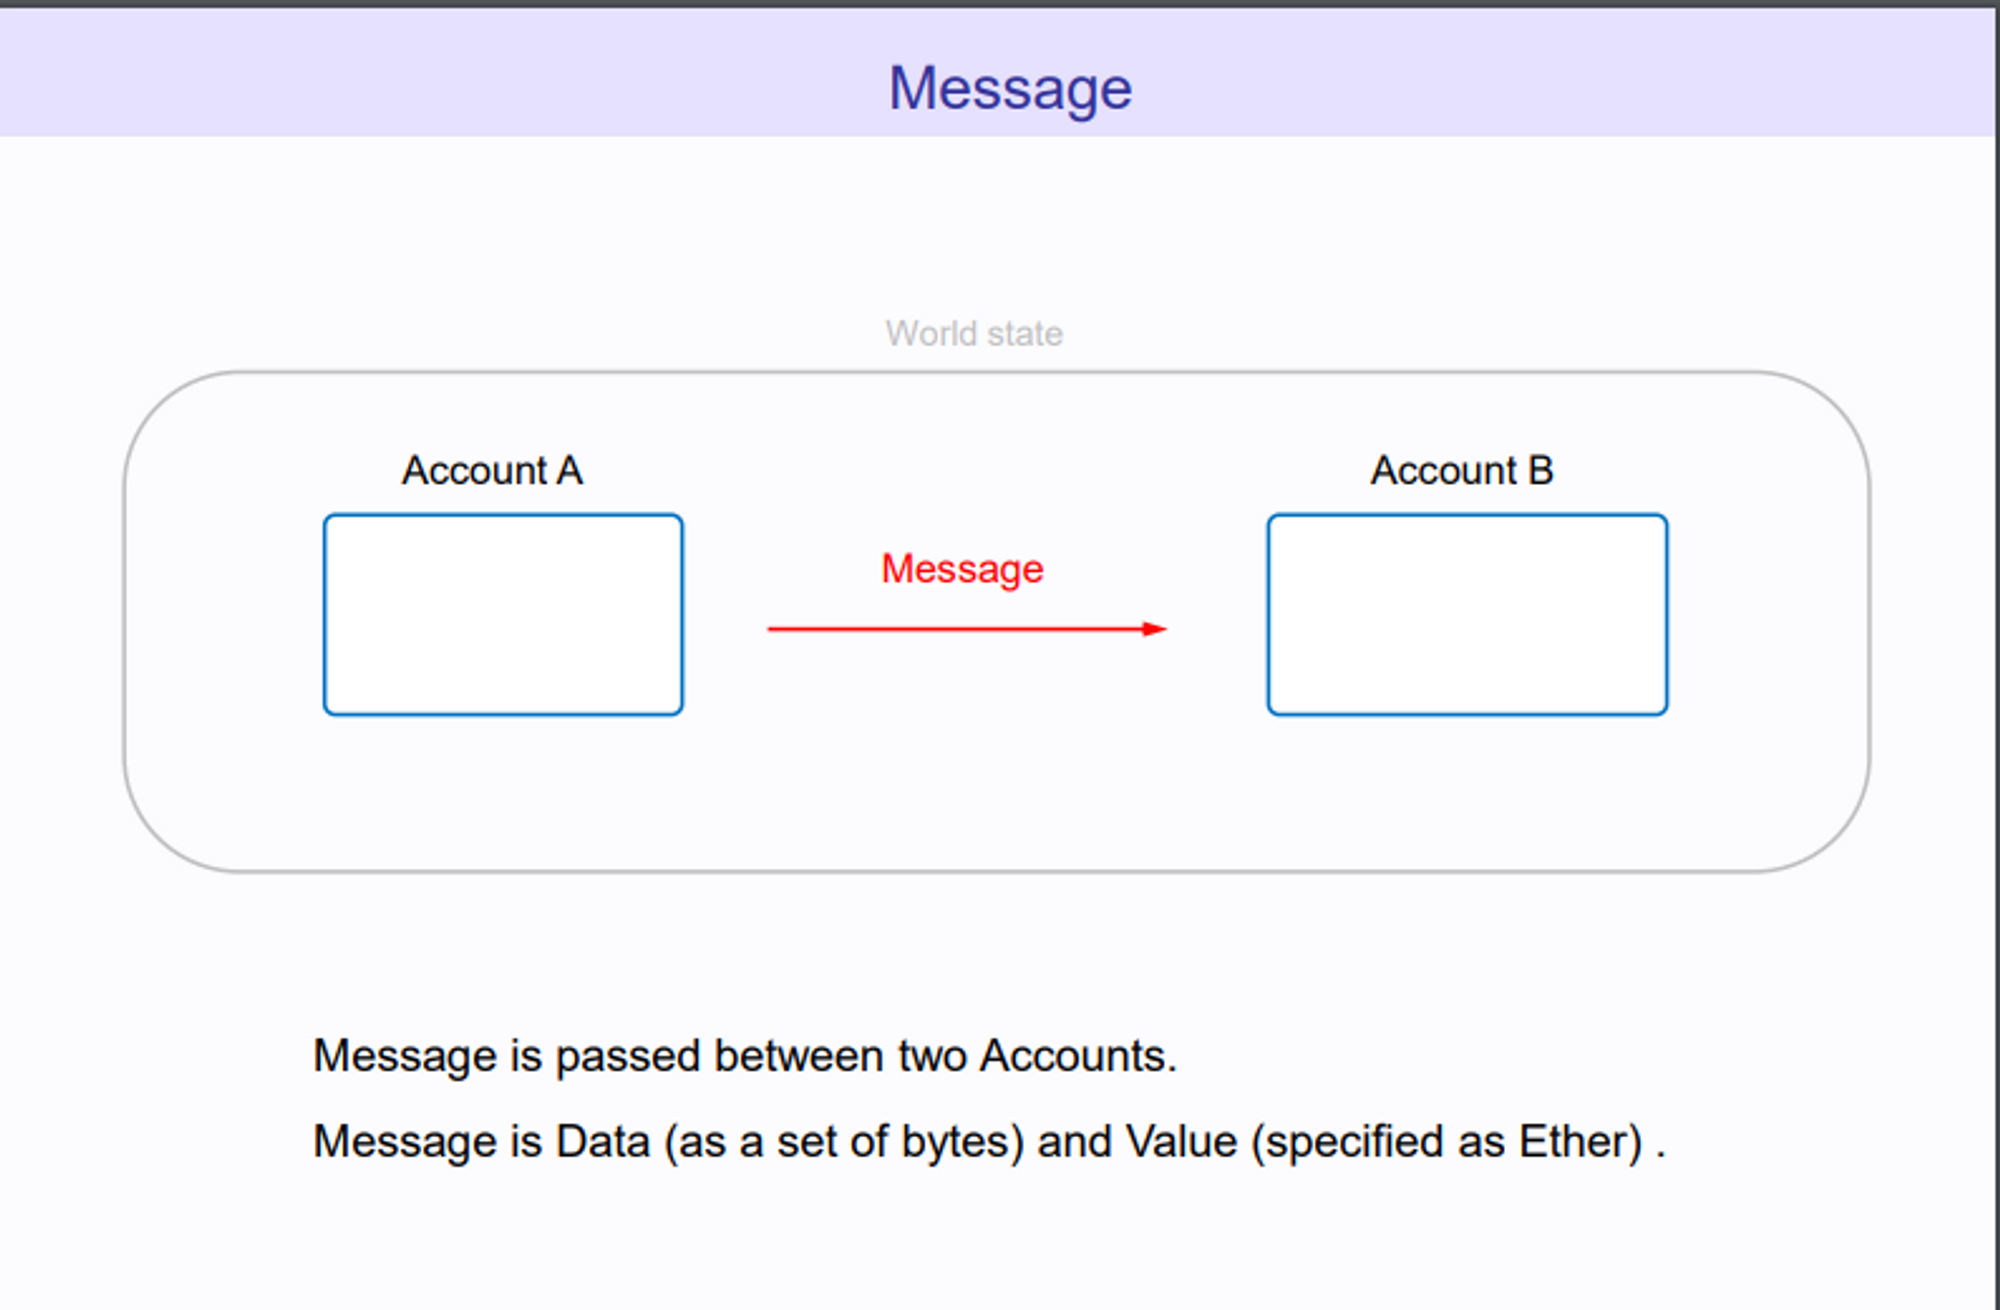 Message
World state
Account A
Account B
Message
Message is passed between two Accounts.
Message is Data (as a set of bytes) and Value (specified as Ether) .